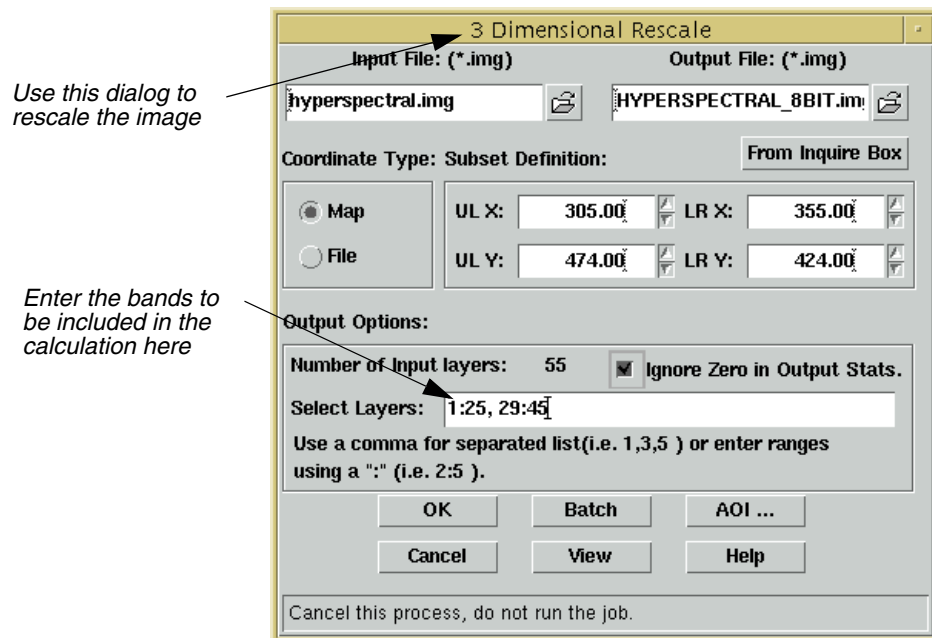 3 Dimensional Rescale
Input File: (*.img) Output File: (*.img)
Use this dialog to
rescale the image
hyperspectral.img HYPERSPECTRAL_8BIT.im
Coordinate Type: Subset Definition: From Inquire Box
Map UL X: 305.00 LR X: 355.00
File UL Y: 474.00 LR Y: 424.00
Enter the bands to
be included in the
calculation here
Output Options:
Number of Input layers: 55 Ignore Zero in Output Stats.
Select Layers: 1:25, 29:45
Use a comma for separated list(i.e. 1,3,5 ) or enter ranges
using a ":" (i.e. 2:5 ).
OK Batch AOI ...
Cancel View Help
Cancel this process, do not run the job.